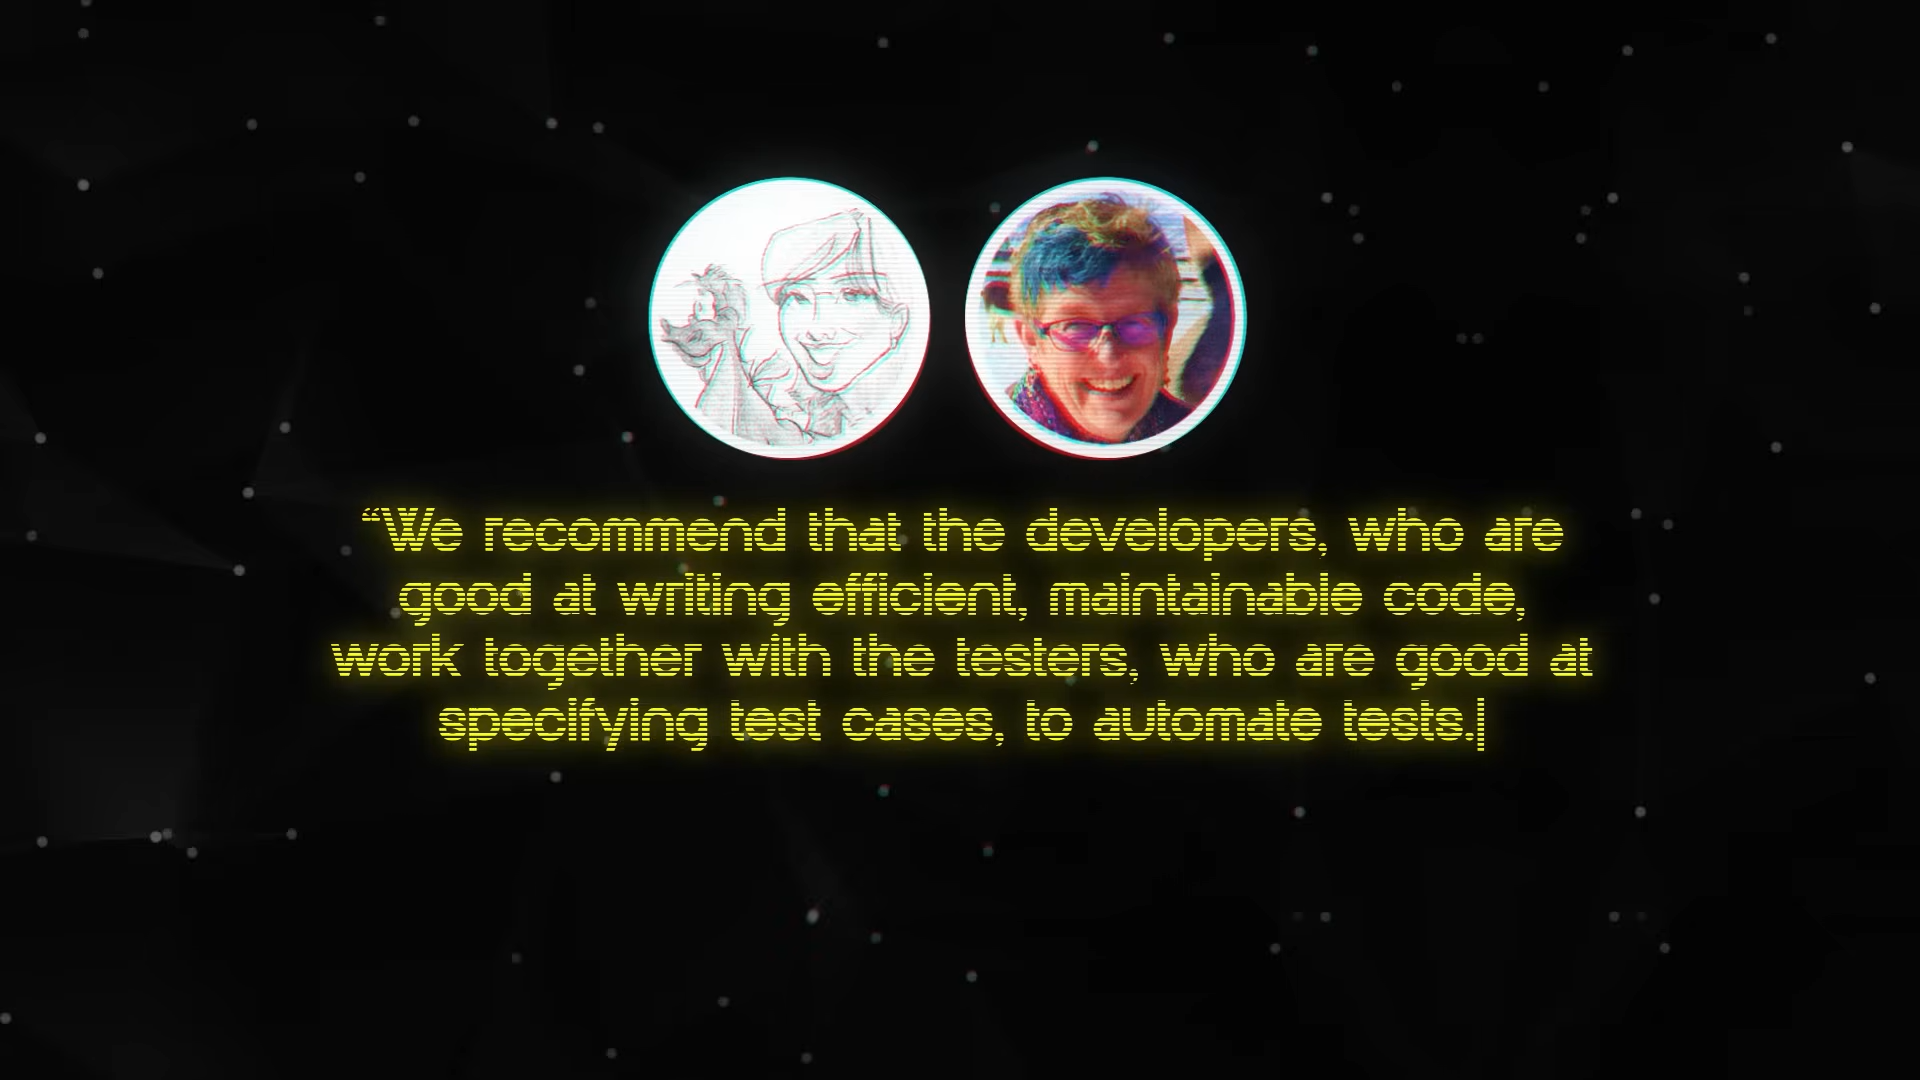 “We recommend that the developers, who are
good at writing efficient, maintainable code,
work together with the testers, who are good at
specifying test cases, to automate tests.